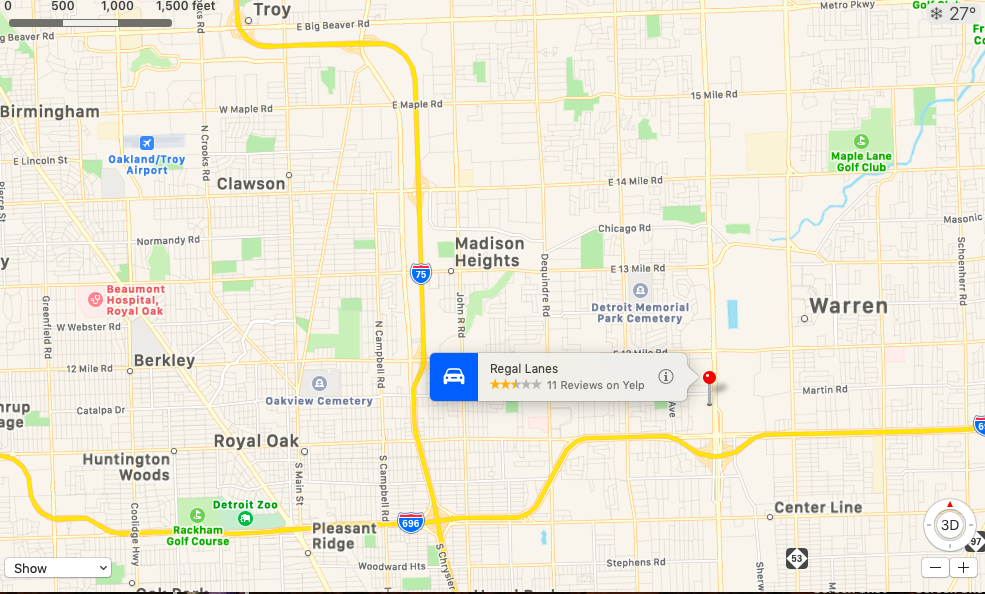 0 500 1,000 1,500 feet
Troy
E Big Beaver Rd
g Beaver Rd
Metro Pkwy
27°
Birmingham
W Maple Rd
E Maple Rd
15 Mile Rd
N Crooks Rd
E Lincoln St
Oakland/Troy
Airport
Maple Lane
Golf Club
Clawson
E 14 Mile Rd
Chicago Rd
Masonic
Normandy Rd
Madison
Heights
y
75
E 13 Mile Rd
Dequindre Rd
Schoenherr Rd
Beaumont
Hospital,
Royal Oak
Greenfield Rd
John R Rd
Detroit Memorial
Park Cemetery
Warren
W Webster Rd
N Campbell Rd
Berkley
12 Mile Rd
Regal Lanes
11 Reviews on Yelp
Oakview Cemetery
Martin Rd
Catalpa Dr
Ave
Royal Oak
Huntington
Woods
S Main St
S Campbell Rd
Detroit Zoo
Rackham
Golf Course
Coolidge Hwy
696
Pleasant
Ridge
Center Line
3D
97
53
Stephens Rd
Woodward Hts
S Chrysler
Sherw
Show